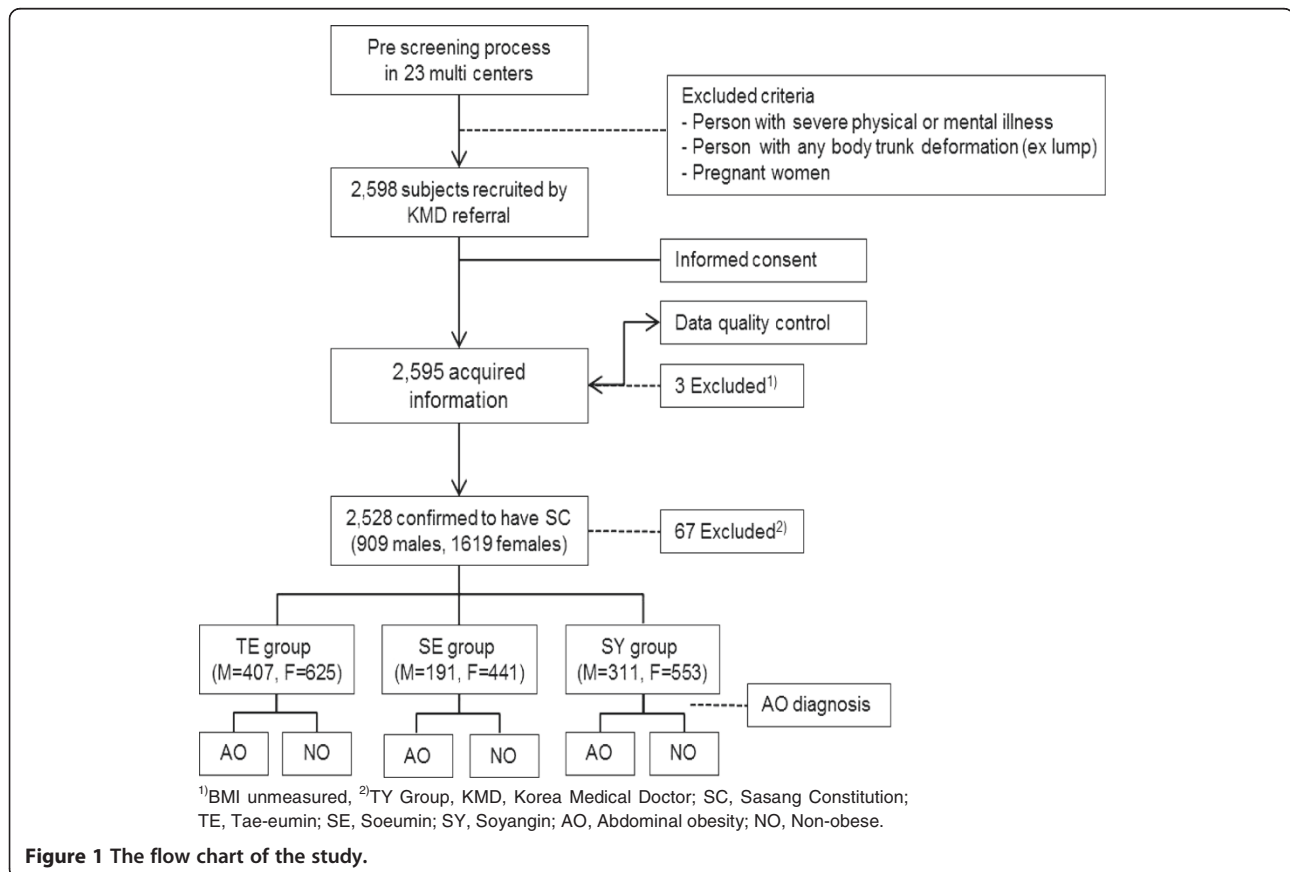 Pre screening process
in 23 multi centers
Excluded criteria
- Person with severe physical or mental illness
- Person with any body trunk deformation (ex lump)
- Pregnant women
2,598 subjects recruited by
KMD referral
Informed consent
Data quality control
2,595 acquired
information
3 Excluded1)
2,528 confirmed to have SC
(909 males, 1619 females)
67 Excluded2)
TE group
(M=407, F=625)
SE group
(M=191, F=441)
SY group
(M=311, F=553)
AO diagnosis
AO
NO
AO
NO
AO
NO
1)BMI unmeasured, 2)TY Group, KMD, Korea Medical Doctor; SC, Sasang Constitution;
TE, Tae-eumin; SE, Soeumin; SY, Soyangin; AO, Abdominal obesity; NO, Non-obese.
Figure 1 The flow chart of the study.